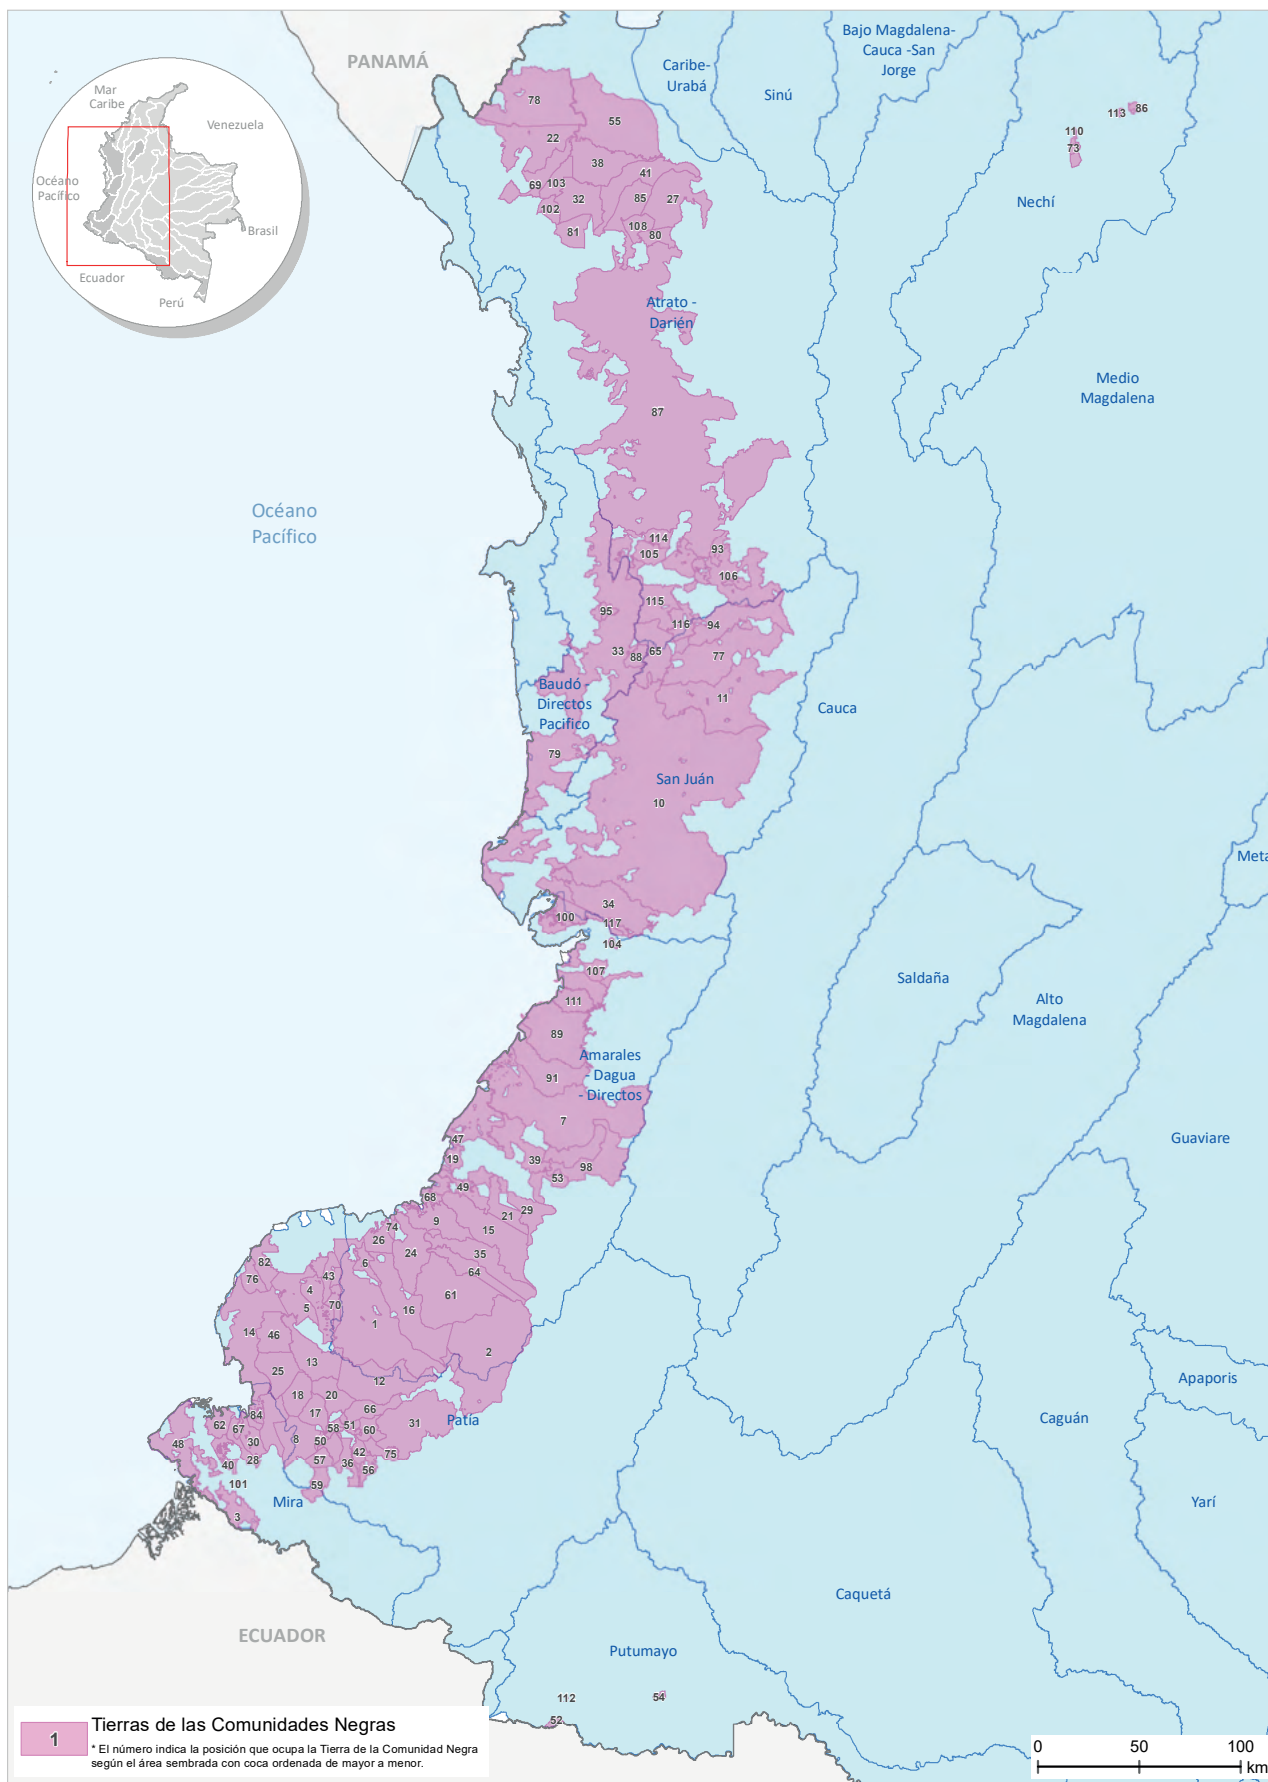 PANAMÁ
Bajo Magdalena-
Cauca -San
Jorge
Caribe-
Urabá
Sinú
Mar
Caribe
Venezuela
Océano
Pacífico
Brasil
Ecuador
Perú
78
55
22
38
41
69
103
32
85
27
102
108
81
80
113
86
110
73
Nechí
Atrato -
Darién
Medio
Magdalena
87
Océano
Pacífico
114
93
105
106
95
115
116
94
33
88
65
77
Baudó -
Directos
Pacifico
11
Cauca
79
San Juán
10
Meta
34
100
117
104
107
Saldaña
Alto
Magdalena
111
89
Amarales
- Dagua
- Directos
91
7
47
19
39
98
53
Guaviare
49
68
29
21
9
15
74
26
24
35
6
64
82
76
43
4
5
70
61
16
1
14
46
2
13
25
12
18
20
66
17
31
Patía
84
62
67
58
51
60
48
30
8
50
42
75
40
28
57
36
56
101
59
3
Mira
Apaporis
Caguán
Yarí
Caquetá
ECUADOR
Putumayo
112
54
52
1
Tierras de las Comunidades Negras
* El número indica la posición que ocupa la Tierra de la Comunidad Negra
según el área sembrada con coca ordenada de mayor a menor.
0 50 100
km